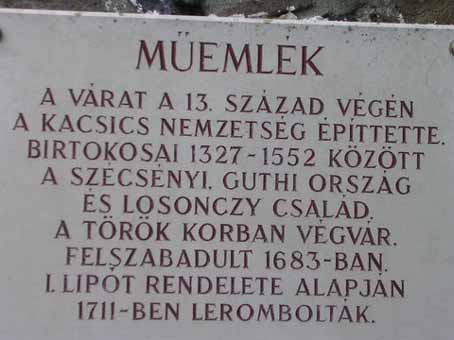 MŰEMLÉK
A VÁRAT A 13. SZÁZAD VÉGÉN
A KACSICS NEMZETSÉG ÉPÍTTETTE.
BIRTOKOSAI 1327-1552 KÖZÖTT
A SZÉCSÉNYI, GUTHI ORSZÁG
ÉS LOSONCZY CSALÁD.
A TÖRÖK KORBAN VÉGVÁR.
FELSZABADULT 1683-BAN.
I. LIPÓT RENDELETE ALAPJÁN
1711-BEN LEROMBOLTÁK.